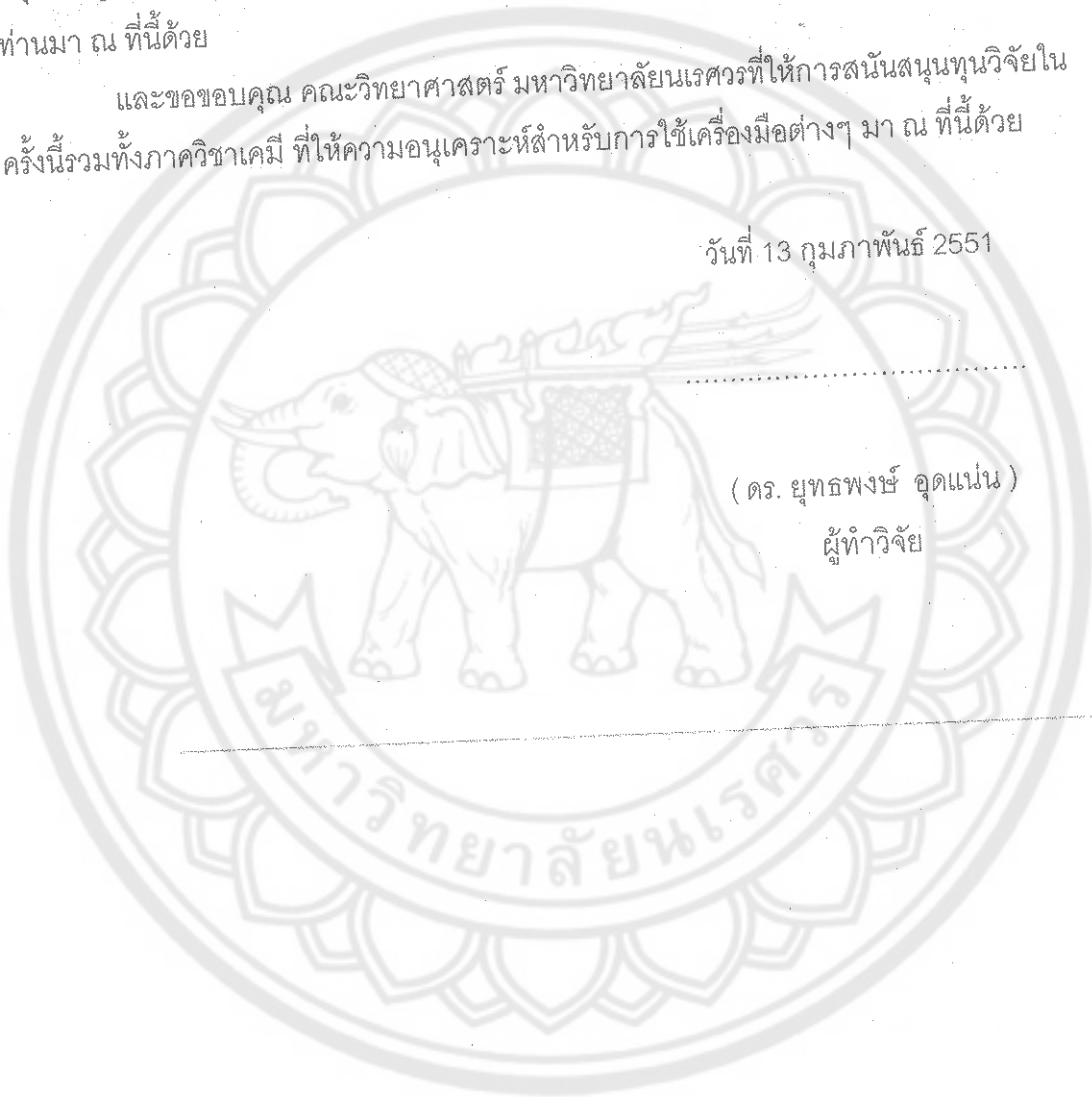 ท่านมา ณ ที่นี้ด้วย
และขอขอบคุณ คณะวิทยาศาสตร์ มหาวิทยาลัยนเรศวรที่ให้การสนันสนุนทุนวิจัยใน
ครั้งนี้รวมทั้งภาควิชาเคมี ที่ให้ความอนุเคราะห์สำหรับการใช้เครื่องมือต่างๆ มา ณ ที่นี้ด้วย
วันที่ 13 กุมภาพันธ์ 2551
....................................
( ดร. ยุทธพงษ์ อุดแน่น )
ผู้ทำวิจัย
มหาวิทยาลัยนเรศวร